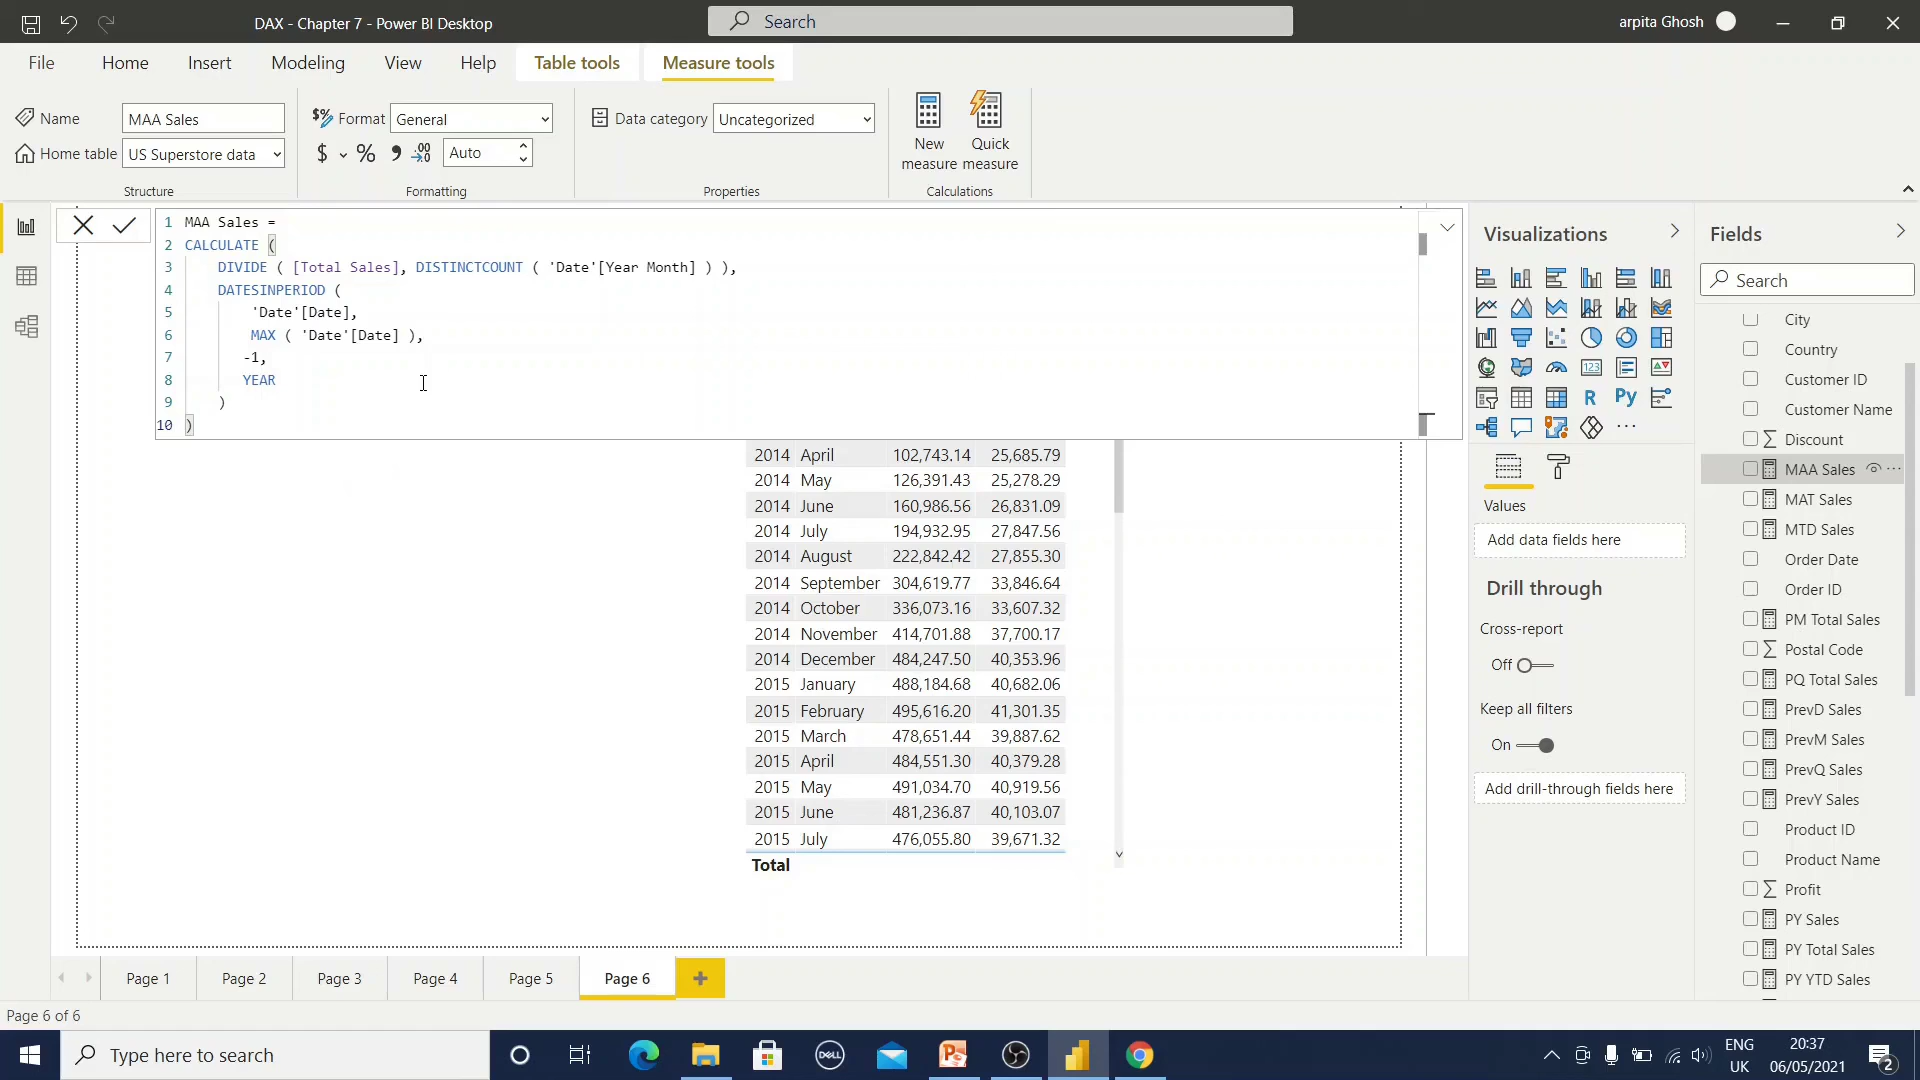 DAX - Chapter 7 - Power BI Desktop
Search
arpita Ghosh
File Home Insert Modeling View Help Table tools Measure tools
Name MAA Sales
Home table US Superstore data
Structure
Format General
$ % , .00 Auto
Formatting
Data category Uncategorized
Properties
New measure
Quick measure
Calculations
1 MAA Sales =
2 CALCULATE (
3 DIVIDE ( [Total Sales], DISTINCTCOUNT ( 'Date'[Year Month] ) ),
4 DATESINPERIOD (
5 'Date'[Date],
6 MAX ( 'Date'[Date] ),
7 -1,
8 YEAR
9 )
10 )
2014 April 102,743.14 25,685.79
2014 May 126,391.43 25,278.29
2014 June 160,986.56 26,831.09
2014 July 194,932.95 27,847.56
2014 August 222,842.42 27,855.30
2014 September 304,619.77 33,846.64
2014 October 336,073.16 33,607.32
2014 November 414,701.88 37,700.17
2014 December 484,247.50 40,353.96
2015 January 488,184.68 40,682.06
2015 February 495,616.20 41,301.35
2015 March 478,651.44 39,887.62
2015 April 484,551.30 40,379.28
2015 May 491,034.70 40,919.56
2015 June 481,236.87 40,103.07
2015 July 476,055.80 39,671.32
Total
Visualizations
123
R Py
Values
Add data fields here
Drill through
Cross-report
Off
Keep all filters
On
Add drill-through fields here
Fields
Search
City
Country
Customer ID
Customer Name
Discount
MAA Sales
MAT Sales
MTD Sales
Order Date
Order ID
PM Total Sales
Postal Code
PQ Total Sales
PrevD Sales
PrevM Sales
PrevQ Sales
PrevY Sales
Product ID
Product Name
Profit
PY Sales
PY Total Sales
PY YTD Sales
Page 1 Page 2 Page 3 Page 4 Page 5 Page 6
Page 6 of 6
Type here to search
DELL
ENG
UK
20:37
06/05/2021
2